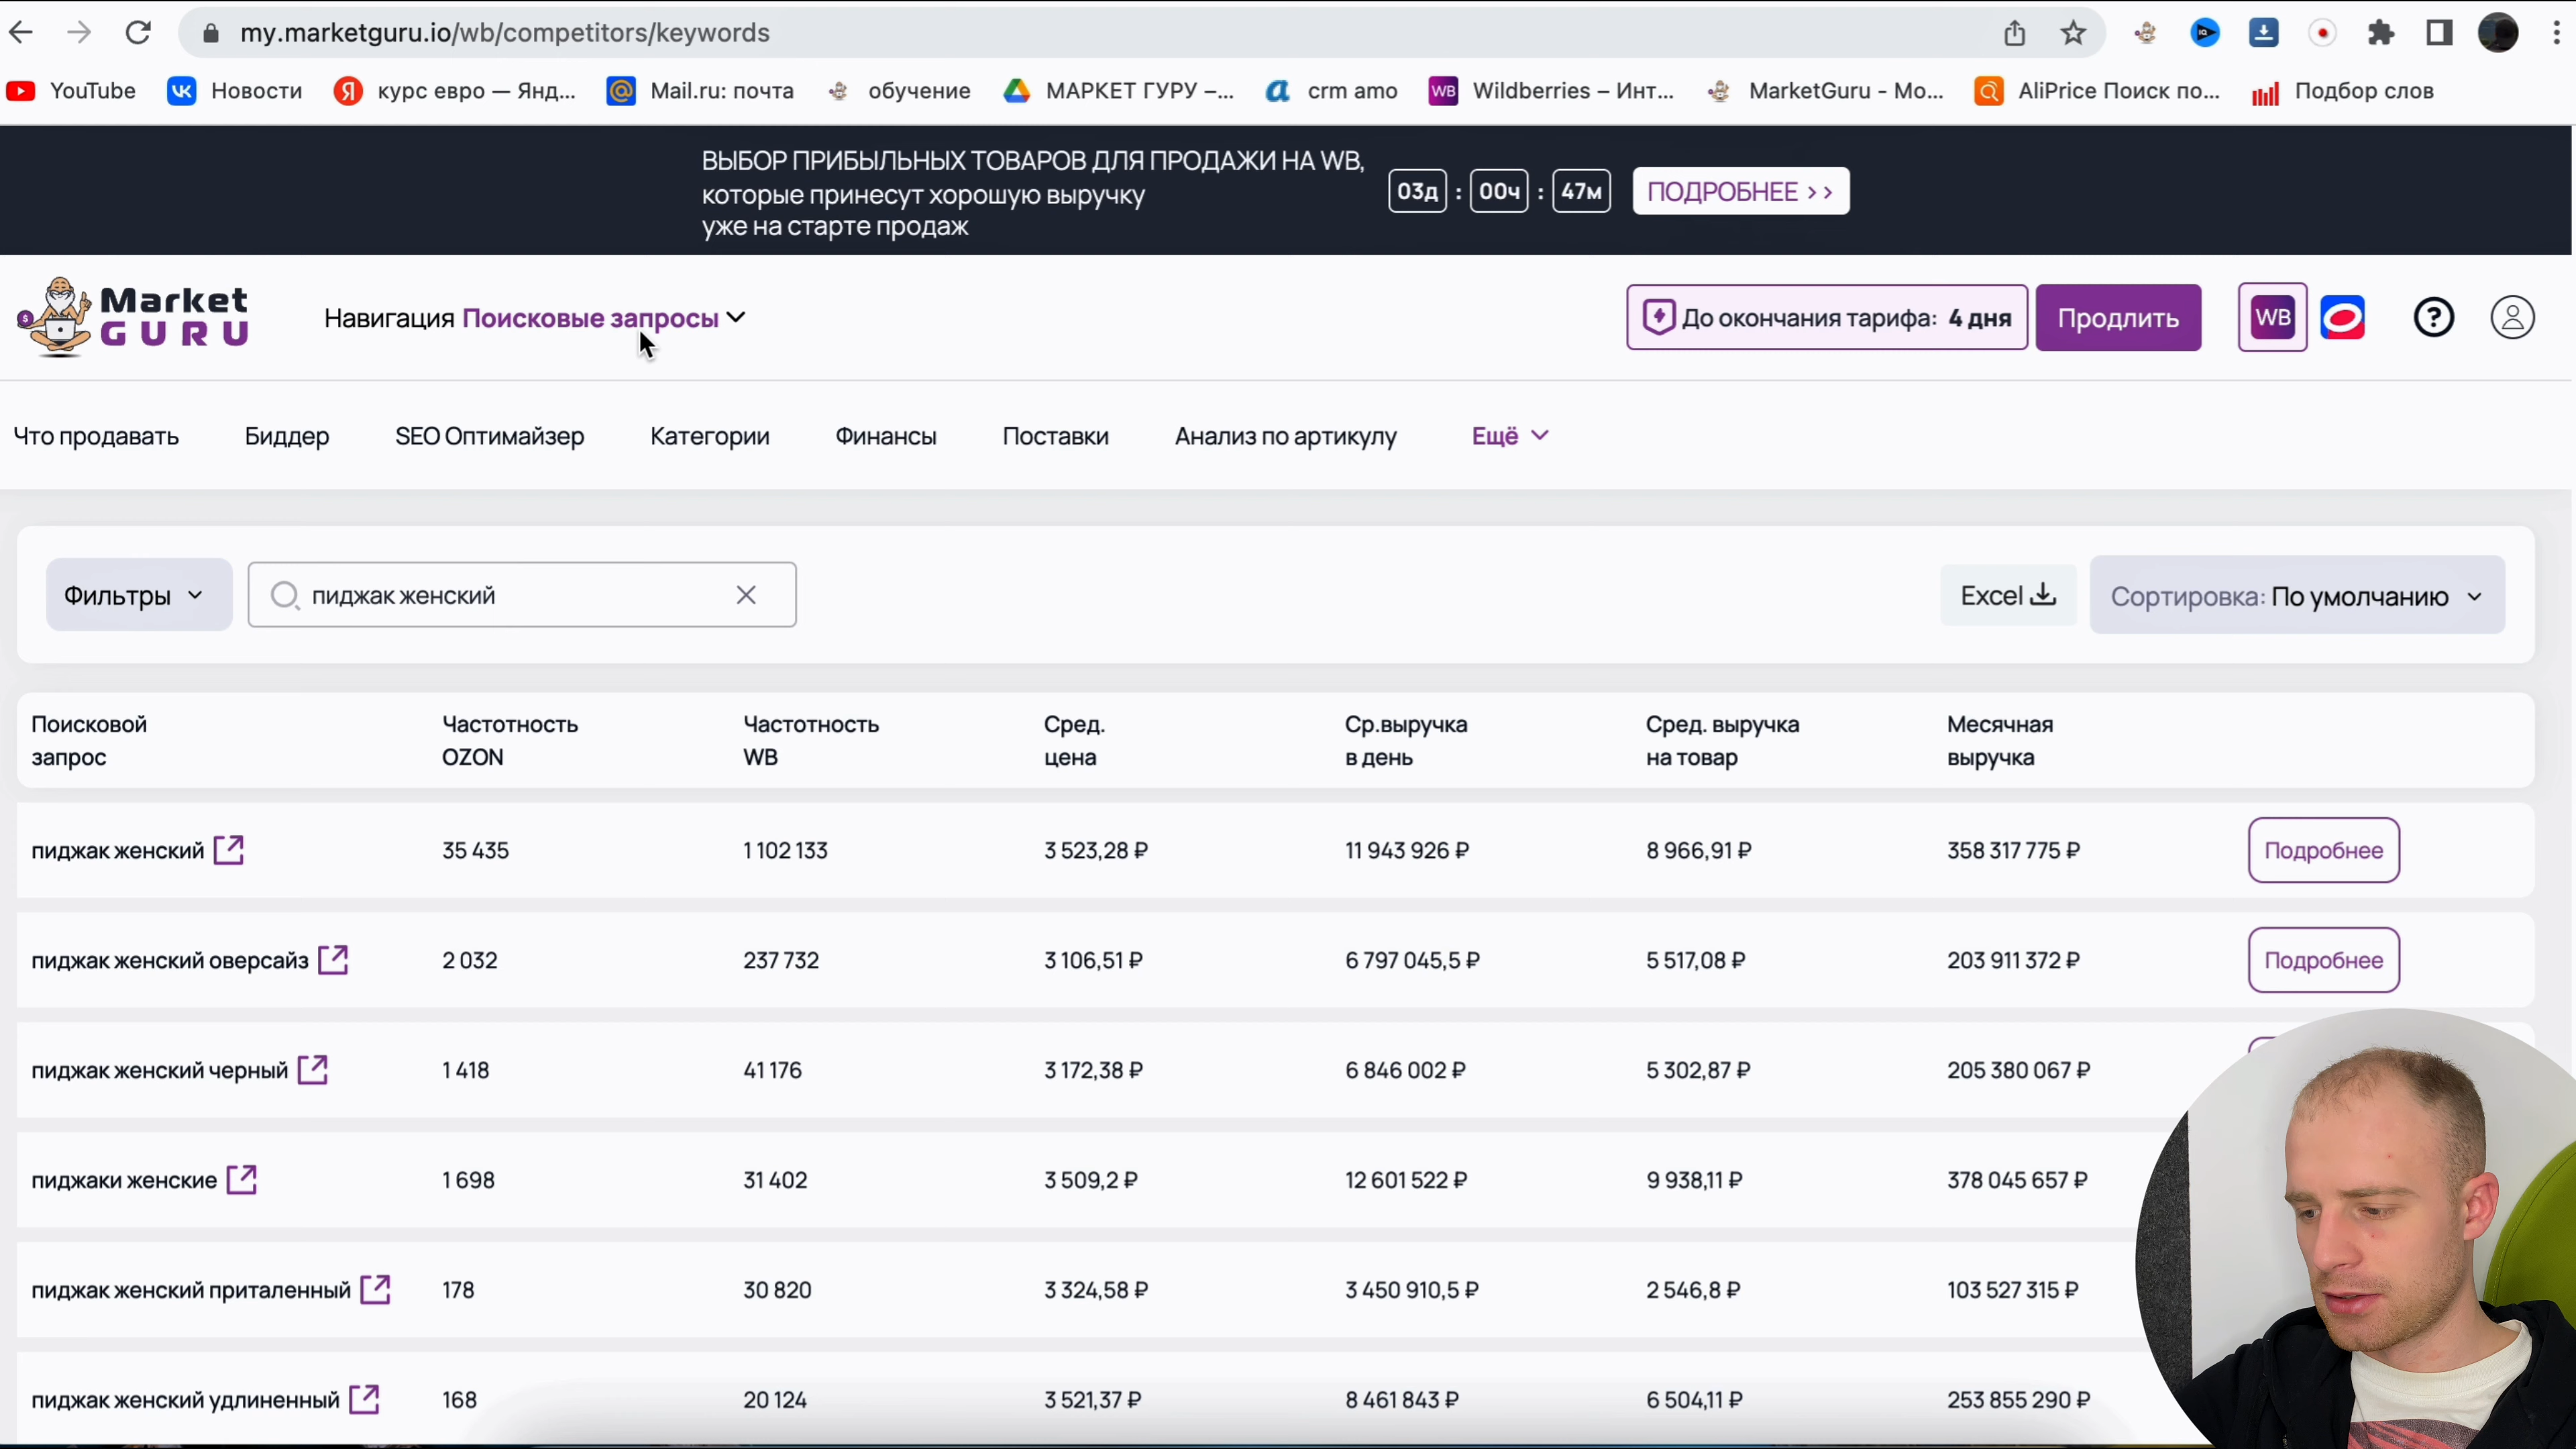 my.marketguru.io/wb/competitors/keywords
YouTube Новости курс евро — Янд... Mail.ru: почта обучение МАРКЕТ ГУРУ –... crm amo Wildberries – Инт... MarketGuru - Mo... AliPrice Поиск по... Подбор слов
ВЫБОР ПРИБЫЛЬНЫХ ТОВАРОВ ДЛЯ ПРОДАЖИ НА WB,
которые принесут хорошую выручку
уже на старте продаж
03д : 00ч : 47м ПОДРОБНЕЕ >>
Market
GURU
Навигация Поисковые запросы
До окончания тарифа: 4 дня Продлить WB ?
Что продавать Биддер SEO Оптимайзер Категории Финансы Поставки Анализ по артикулу Ещё
Фильтры пиджак женский Excel Сортировка: По умолчанию
Поисковой запрос Частотность OZON Частотность WB Сред. цена Ср.выручка в день Сред. выручка на товар Месячная выручка
пиджак женский 35 435 1 102 133 3 523,28 ₽ 11 943 926 ₽ 8 966,91 ₽ 358 317 775 ₽ Подробнее
пиджак женский оверсайз 2 032 237 732 3 106,51 ₽ 6 797 045,5 ₽ 5 517,08 ₽ 203 911 372 ₽ Подробнее
пиджак женский черный 1 418 41 176 3 172,38 ₽ 6 846 002 ₽ 5 302,87 ₽ 205 380 067 ₽
пиджаки женские 1 698 31 402 3 509,2 ₽ 12 601 522 ₽ 9 938,11 ₽ 378 045 657 ₽
пиджак женский приталенный 178 30 820 3 324,58 ₽ 3 450 910,5 ₽ 2 546,8 ₽ 103 527 315 ₽
пиджак женский удлиненный 168 20 124 3 521,37 ₽ 8 461 843 ₽ 6 504,11 ₽ 253 855 290 ₽